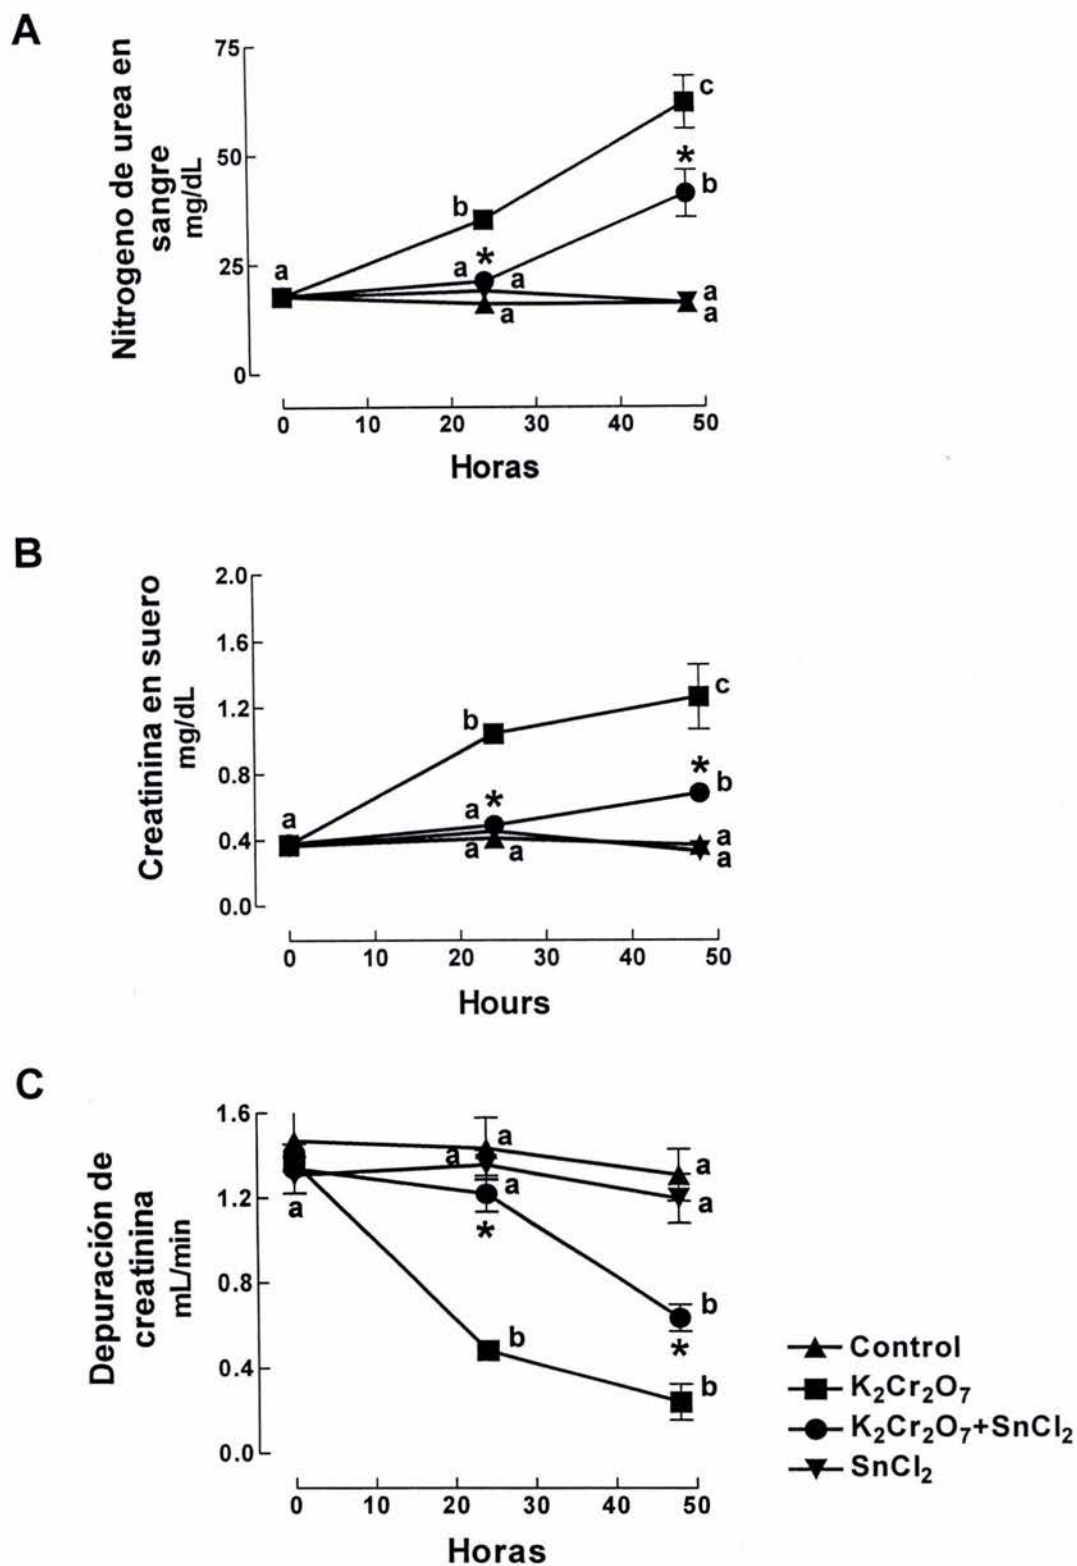 A
Nitrogeno de urea en
sangre
mg/dL
75
50
25
0
a
b
c
*
b
*
a
a
a
a
a
0 10 20 30 40 50
Horas
B
Creatinina en suero
mg/dL
2.0
1.6
1.2
0.8
0.4
0.0
a
b
c
*
b
*
a
a
a
a
a
0 10 20 30 40 50
Hours
C
Depuración de
creatinina
mL/min
1.6
1.2
0.8
0.4
0.0
a
a
a
a
*
b
a
a
b
*
b
0 10 20 30 40 50
Horas
Control
K₂Cr₂O₇
K₂Cr₂O₇+SnCl₂
SnCl₂